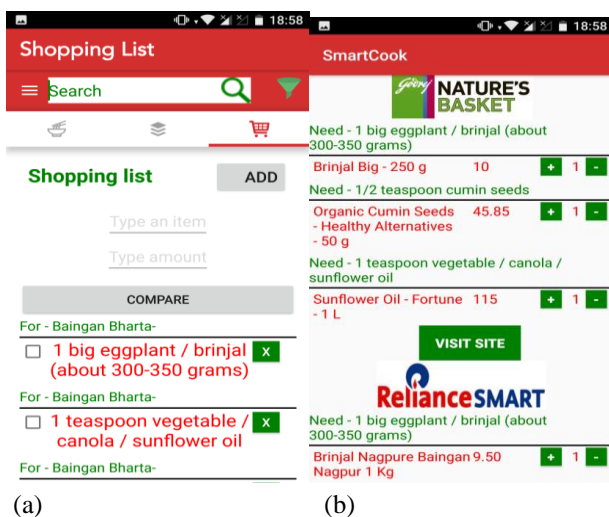 18:58
Shopping List
Search
Shopping list
ADD
Type an item
Type amount
COMPARE
For - Baingan Bharta-
1 big eggplant / brinjal
(about 300-350 grams)
X
For - Baingan Bharta-
1 teaspoon vegetable /
canola / sunflower oil
X
For - Baingan Bharta-
(a)
18:58
SmartCook
Godrej NATURE'S
BASKET
Need - 1 big eggplant / brinjal (about
300-350 grams)
Brinjal Big - 250 g 10 + 1 -
Need - 1/2 teaspoon cumin seeds
Organic Cumin Seeds 45.85 + 1 -
- Healthy Alternatives
- 50 g
Need - 1 teaspoon vegetable / canola /
sunflower oil
Sunflower Oil - Fortune 115 + 1 -
- 1 L
VISIT SITE
Reliance SMART
Need - 1 big eggplant / brinjal (about
300-350 grams)
Brinjal Nagpure Baingan 9.50 + 1 -
Nagpur 1 Kg
(b)